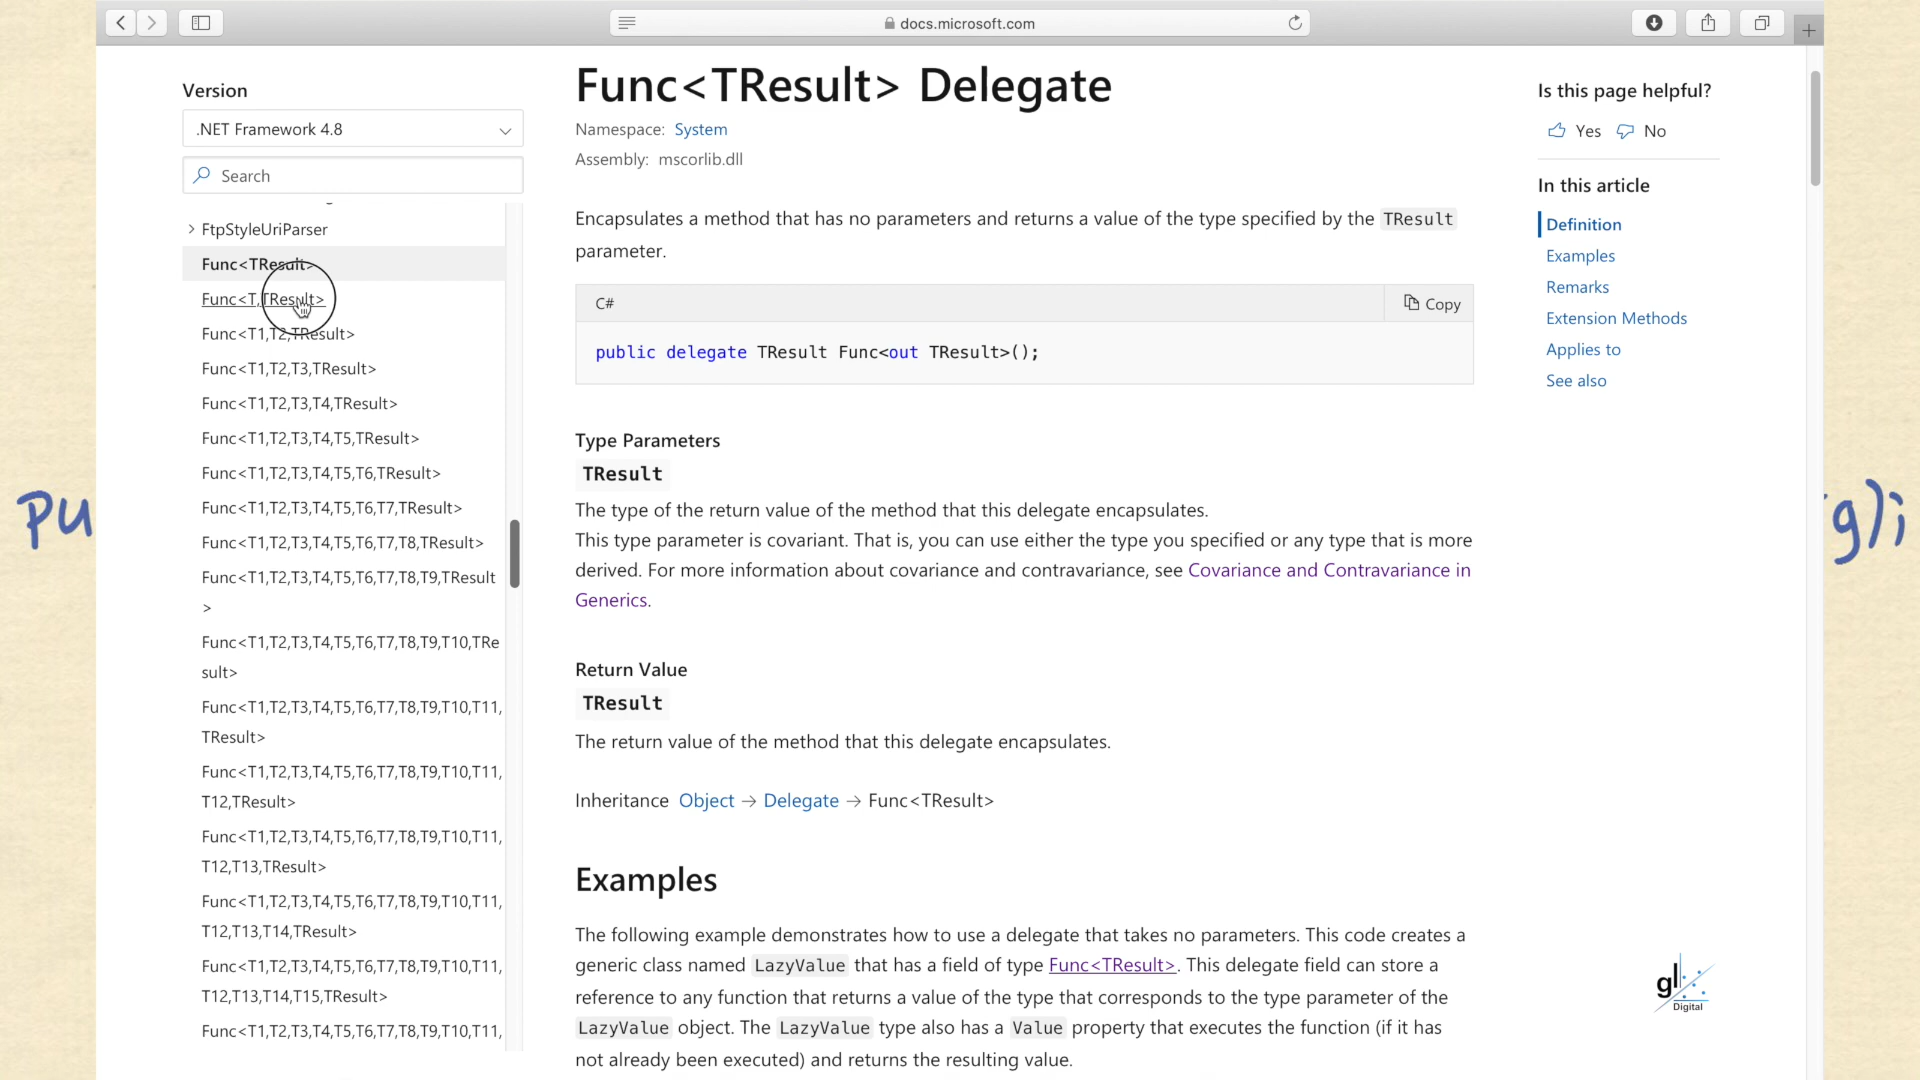 docs.microsoft.com
Version
.NET Framework 4.8
Search
FtpStyleUriParser
Func<TResult>
Func<T,TResult>
Func<T1,T2,TResult>
Func<T1,T2,T3,TResult>
Func<T1,T2,T3,T4,TResult>
Func<T1,T2,T3,T4,T5,TResult>
Func<T1,T2,T3,T4,T5,T6,TResult>
Func<T1,T2,T3,T4,T5,T6,T7,TResult>
Func<T1,T2,T3,T4,T5,T6,T7,T8,TResult>
Func<T1,T2,T3,T4,T5,T6,T7,T8,T9,TResult
>
Func<T1,T2,T3,T4,T5,T6,T7,T8,T9,T10,TRe
sult>
Func<T1,T2,T3,T4,T5,T6,T7,T8,T9,T10,T11,
TResult>
Func<T1,T2,T3,T4,T5,T6,T7,T8,T9,T10,T11,
T12,TResult>
Func<T1,T2,T3,T4,T5,T6,T7,T8,T9,T10,T11,
T12,T13,TResult>
Func<T1,T2,T3,T4,T5,T6,T7,T8,T9,T10,T11,
T12,T13,T14,TResult>
Func<T1,T2,T3,T4,T5,T6,T7,T8,T9,T10,T11,
T12,T13,T14,T15,TResult>
Func<T1,T2,T3,T4,T5,T6,T7,T8,T9,T10,T11,
Func<TResult> Delegate
Namespace: System
Assembly: mscorlib.dll
Encapsulates a method that has no parameters and returns a value of the type specified by the TResult
parameter.
C#
Copy
public delegate TResult Func<out TResult>();
Type Parameters
TResult
The type of the return value of the method that this delegate encapsulates.
This type parameter is covariant. That is, you can use either the type you specified or any type that is more
derived. For more information about covariance and contravariance, see Covariance and Contravariance in
Generics.
Return Value
TResult
The return value of the method that this delegate encapsulates.
Inheritance Object → Delegate → Func<TResult>
Examples
The following example demonstrates how to use a delegate that takes no parameters. This code creates a
generic class named LazyValue that has a field of type Func<TResult>. This delegate field can store a
reference to any function that returns a value of the type that corresponds to the type parameter of the
LazyValue object. The LazyValue type also has a Value property that executes the function (if it has
not already been executed) and returns the resulting value.
Is this page helpful?
Yes No
In this article
Definition
Examples
Remarks
Extension Methods
Applies to
See also
pu
g);
gl
Digital